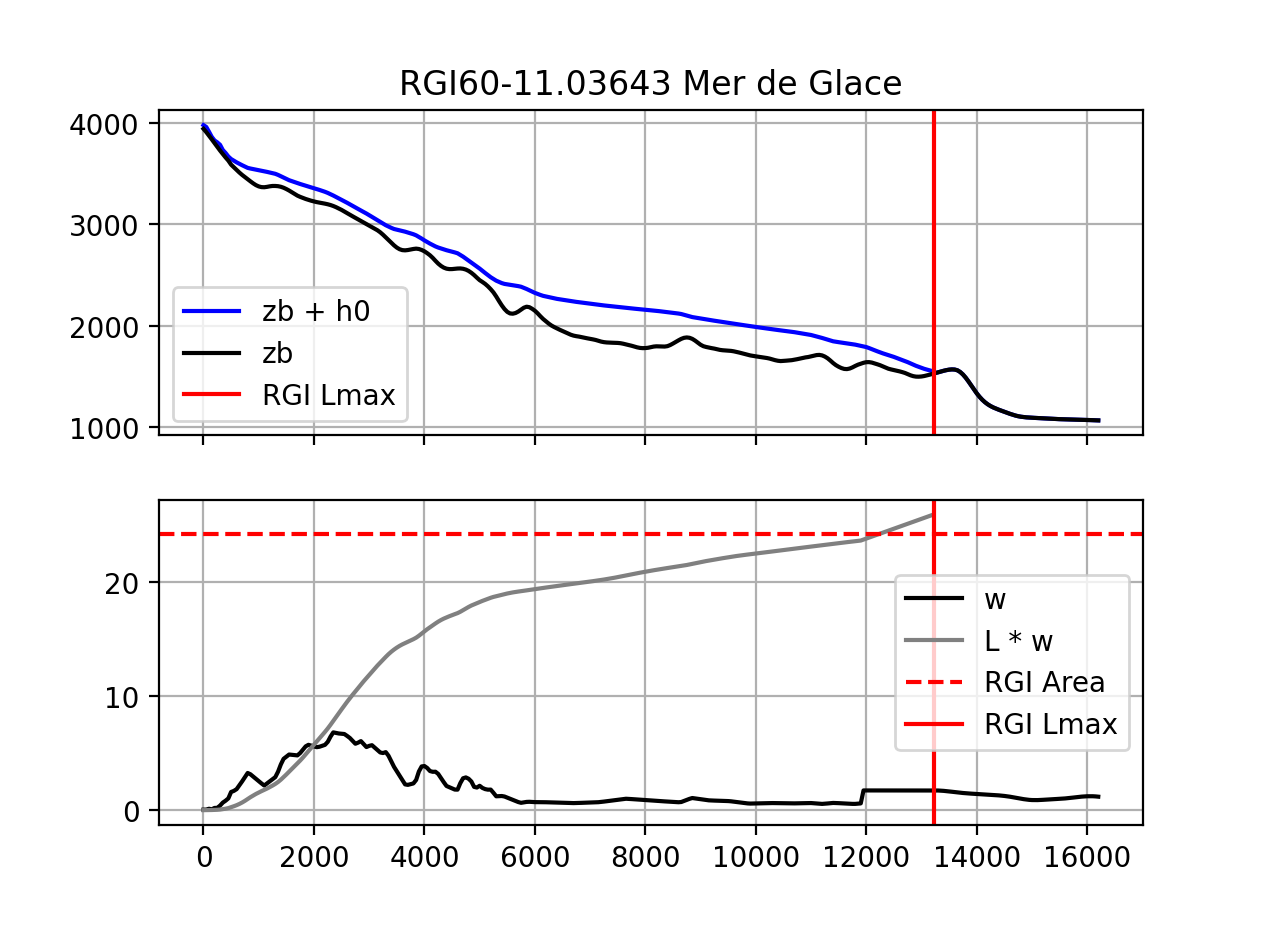 RGI60-11.03643 Mer de Glace
4000
3000
2000
1000
zb + h0
zb
RGI Lmax
20
10
0
w
L * w
RGI Area
RGI Lmax
0 2000 4000 6000 8000 10000 12000 14000 16000